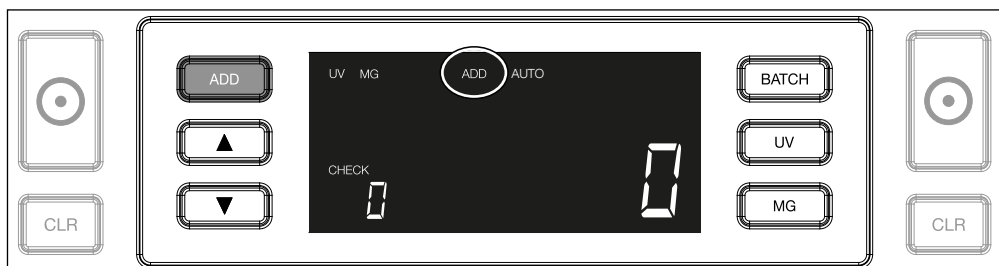 ADD
UV MG ADD AUTO
BATCH
UV
CHECK
0
0
MG
CLR
CLR